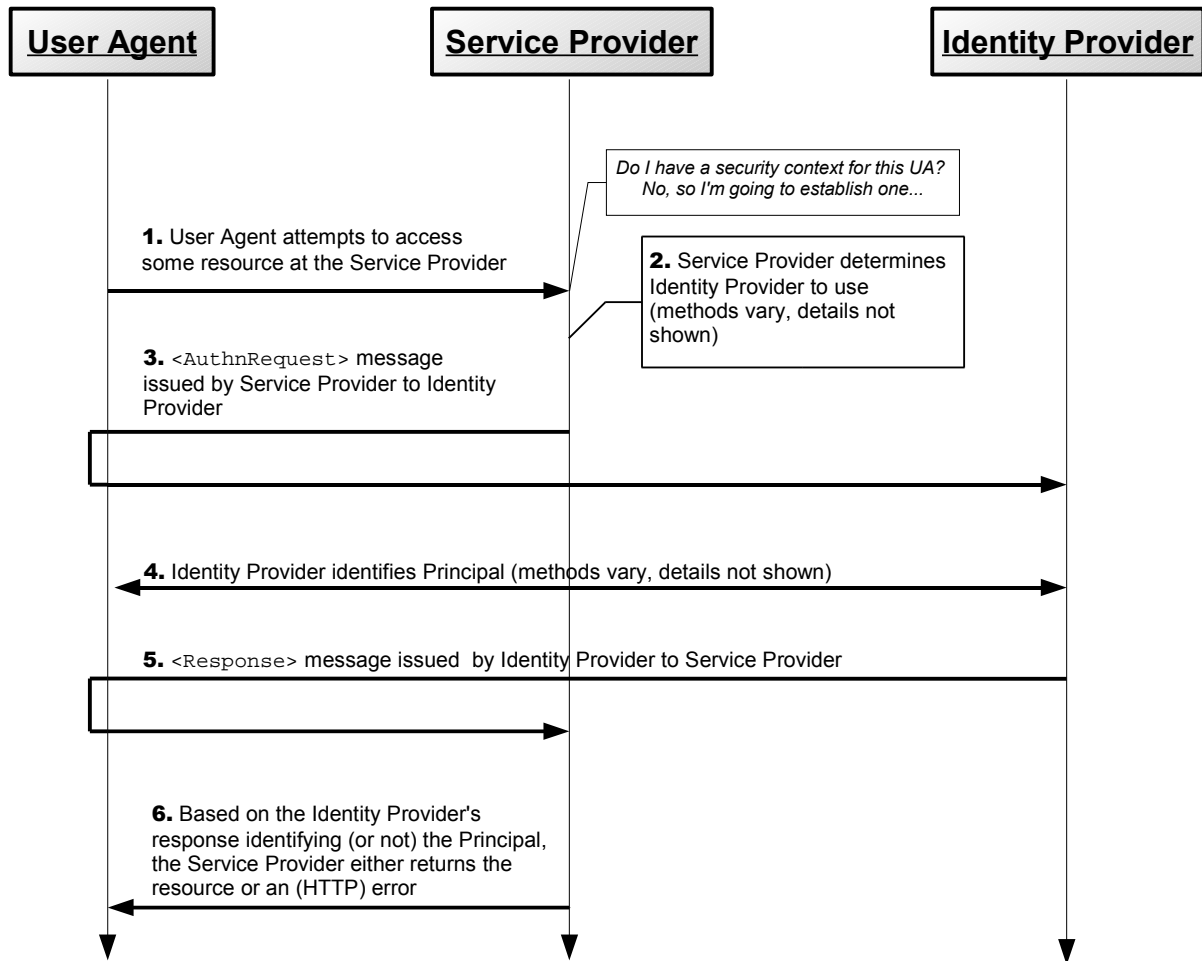 User Agent
Service Provider
Identity Provider
Do I have a security context for this UA?
No, so I'm going to establish one...
1. User Agent attempts to access
some resource at the Service Provider
2. Service Provider determines
Identity Provider to use
(methods vary, details not
shown)
3. <AuthnRequest> message
issued by Service Provider to Identity
Provider
4. Identity Provider identifies Principal (methods vary, details not shown)
5. <Response> message issued  by Identity Provider to Service Provider
6. Based on the Identity Provider's
response identifying (or not) the Principal,
the Service Provider either returns the
resource or an (HTTP) error